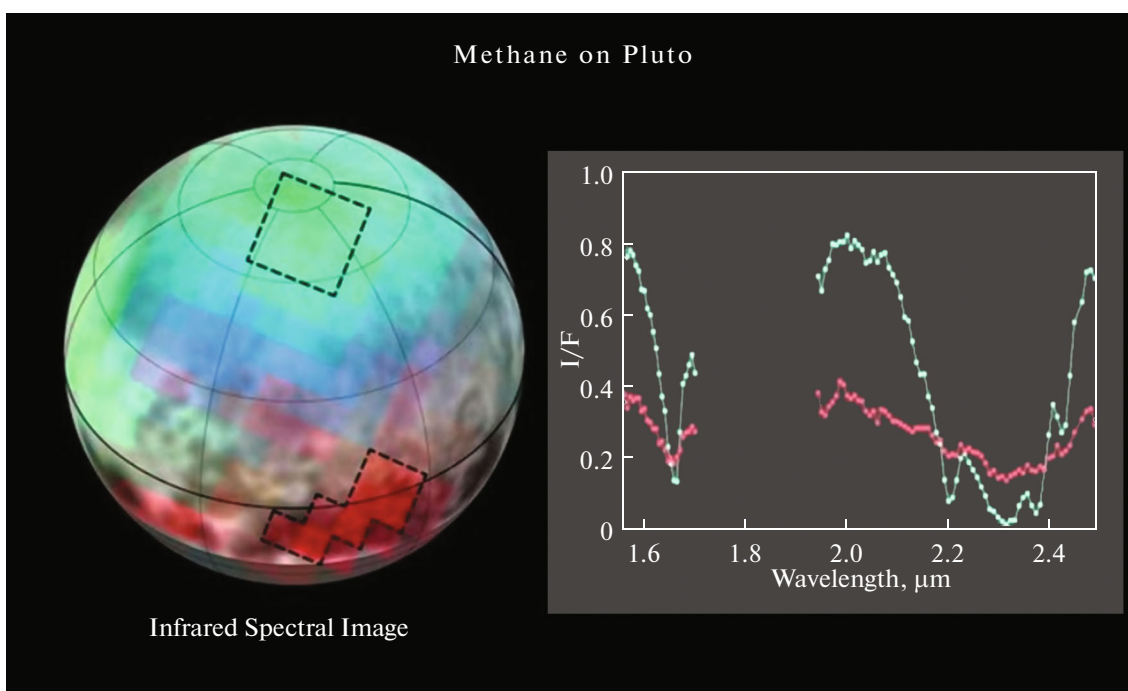 Methane on Pluto
1.0
0.8
0.6
0.4
0.2
0
I/F
1.6
1.8
2.0
2.2
2.4
Wavelength, μm
Infrared Spectral Image